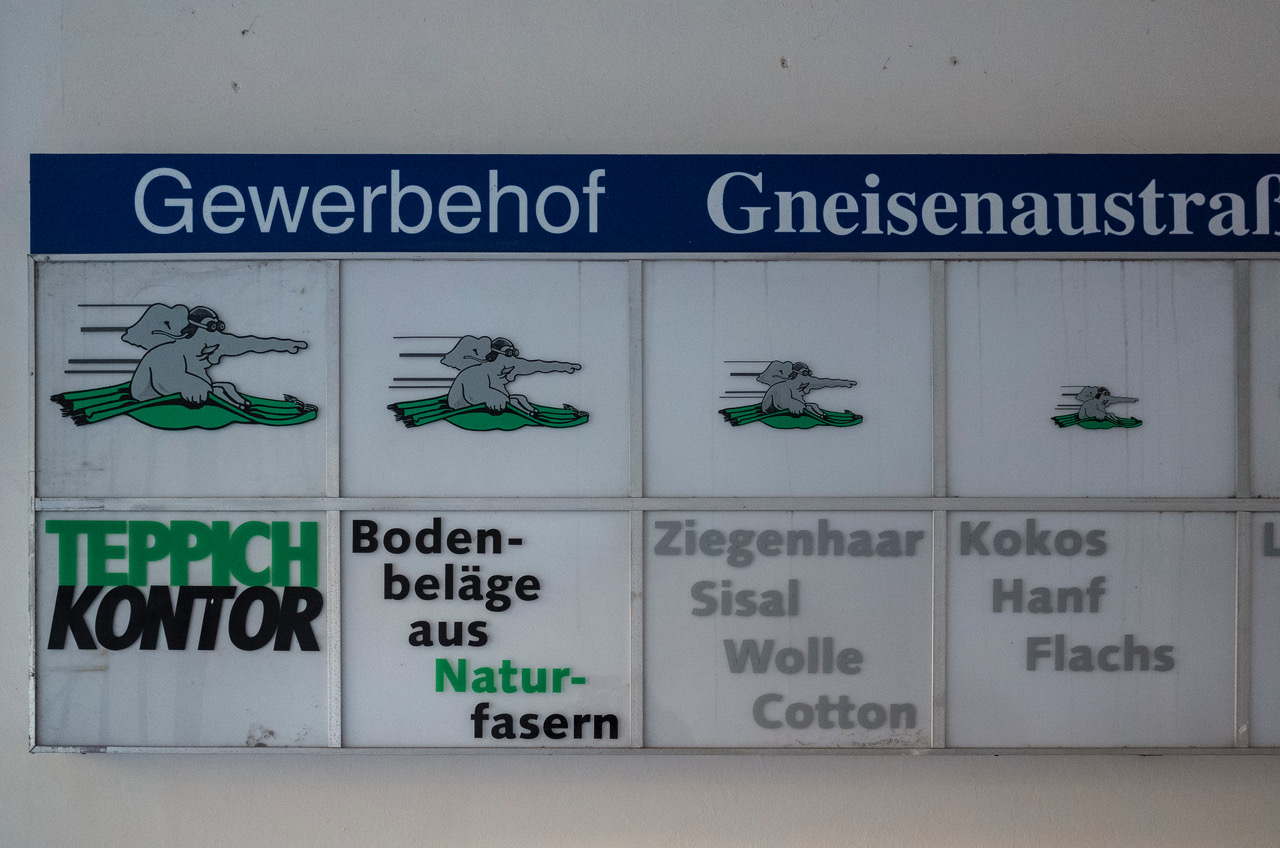 Gewerbehof Gneisenaustraß
TEPPICH
KONTOR
Boden-
beläge
aus
Natur-
fasern
Ziegenhaar
Sisal
Wolle
Cotton
Kokos
Hanf
Flachs
L